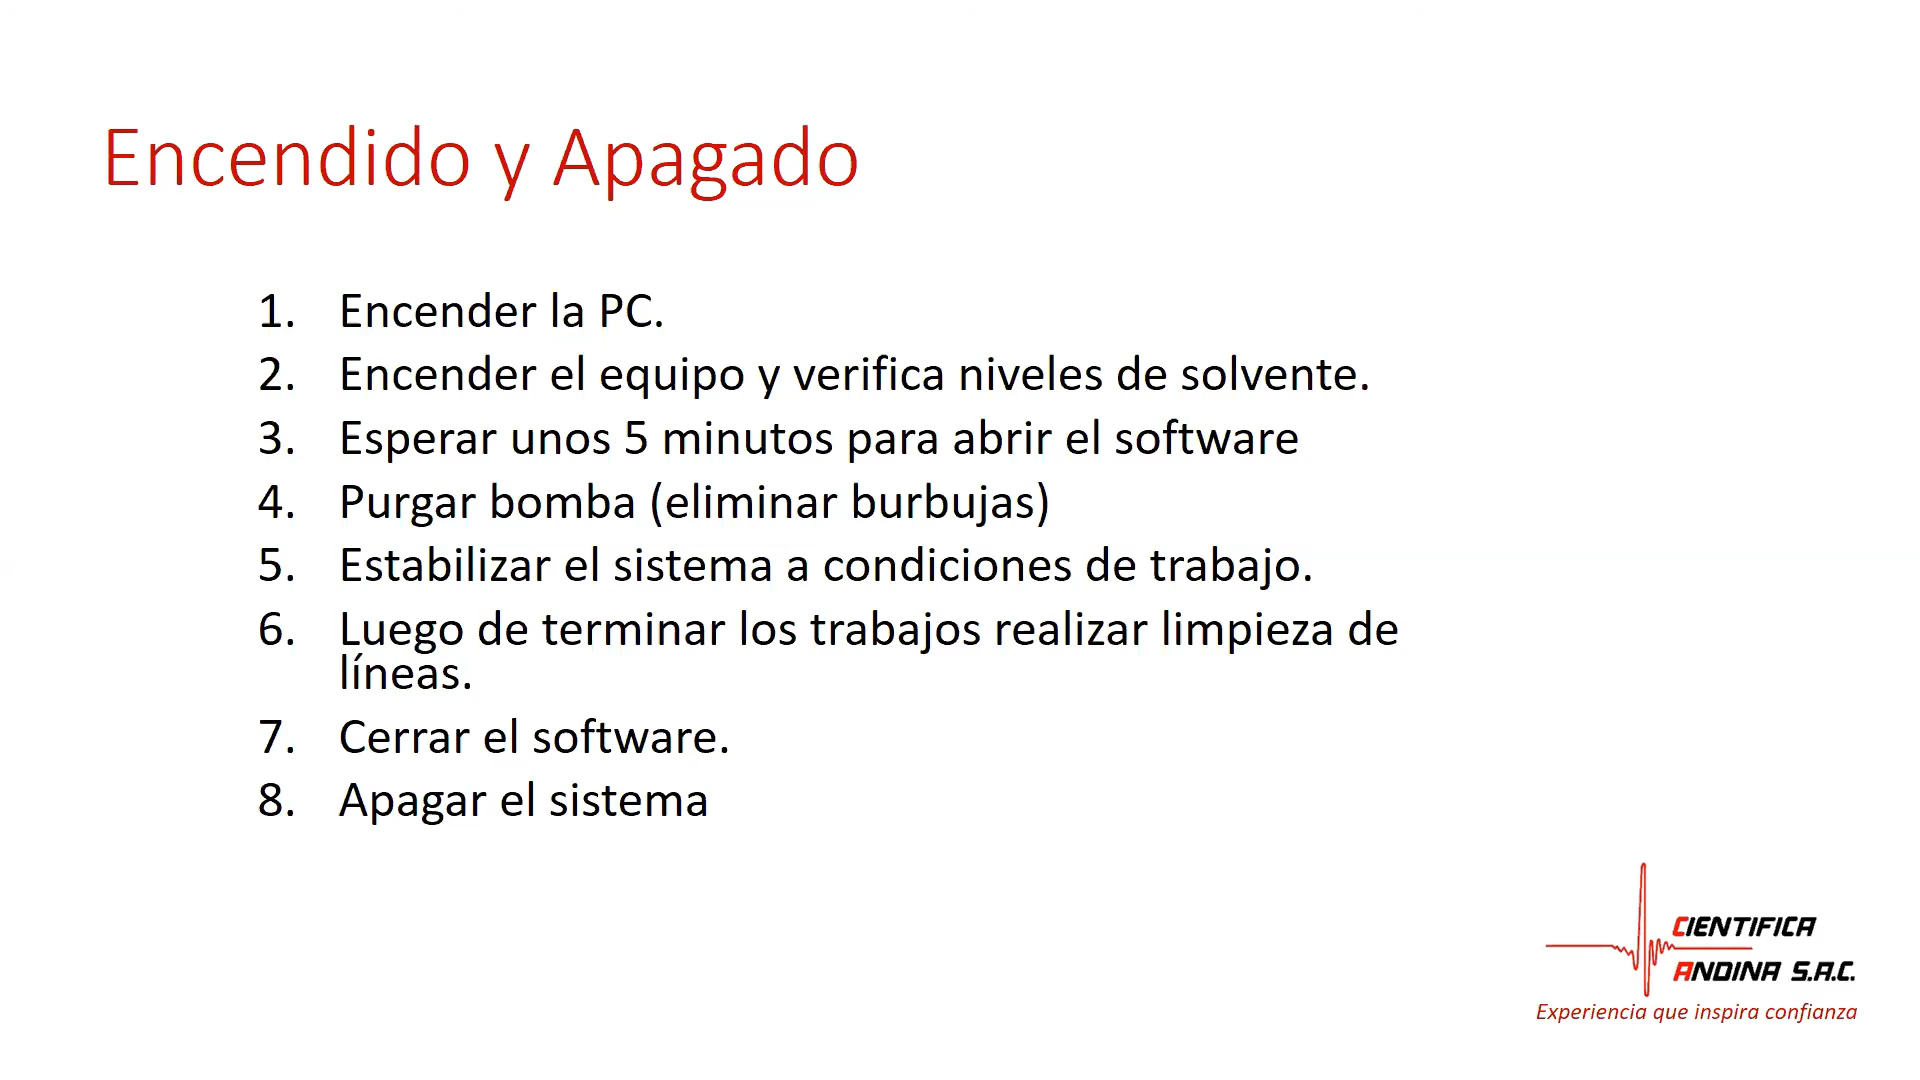 Encendido y Apagado
1. Encender la PC.
2. Encender el equipo y verifica niveles de solvente.
3. Esperar unos 5 minutos para abrir el software
4. Purgar bomba (eliminar burbujas)
5. Estabilizar el sistema a condiciones de trabajo.
6. Luego de terminar los trabajos realizar limpieza de
líneas.
7. Cerrar el software.
8. Apagar el sistema
CIENTIFICA
ANDINA S.A.C.
Experiencia que inspira confianza